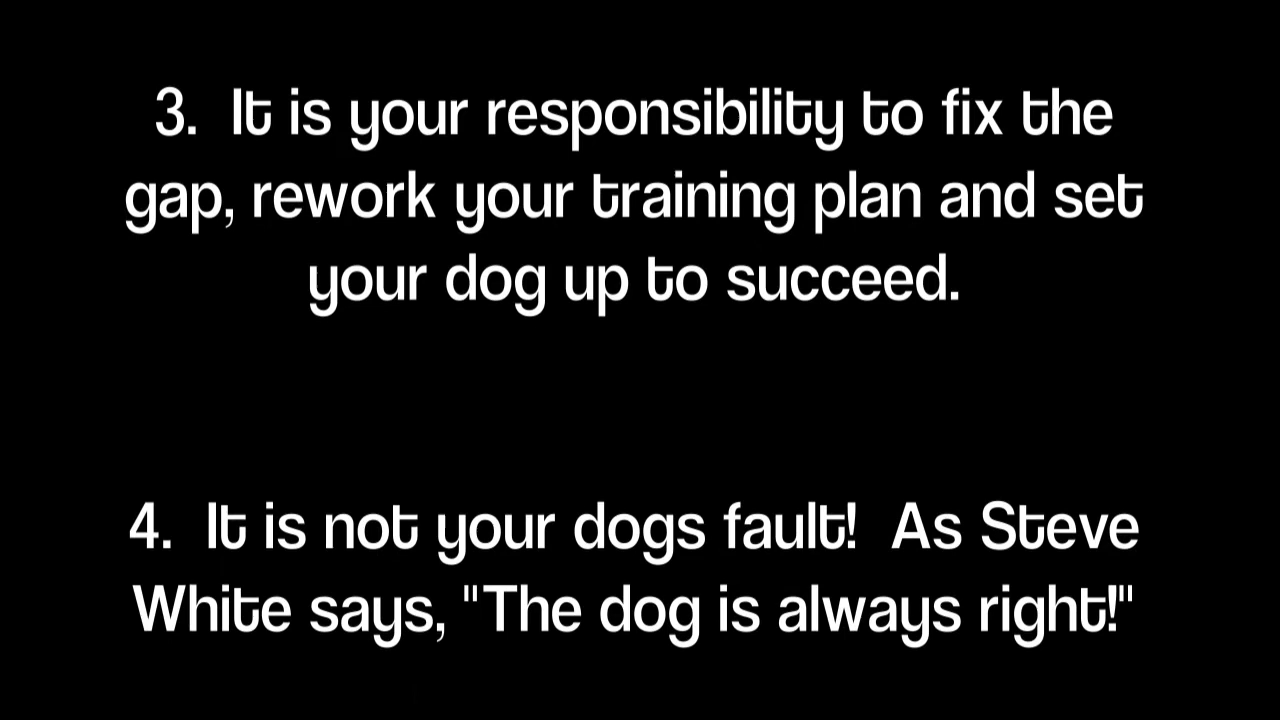 3.  It is your responsibility to fix the
gap, rework your training plan and set
your dog up to succeed.
4.  It is not your dogs fault!  As Steve
White says, "The dog is always right!"